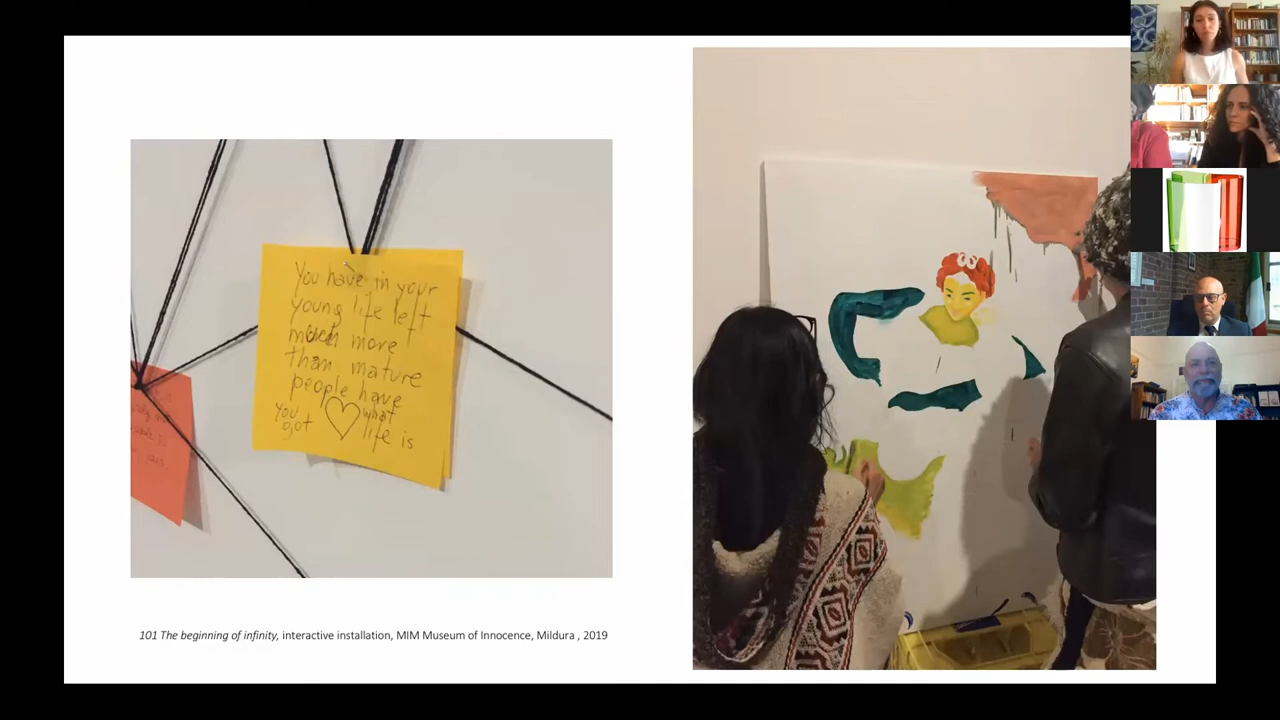 You have in your
young life left
much more
than mature
people have
You what
got life is
101 The beginning of infinity, interactive installation, MIM Museum of Innocence, Mildura , 2019